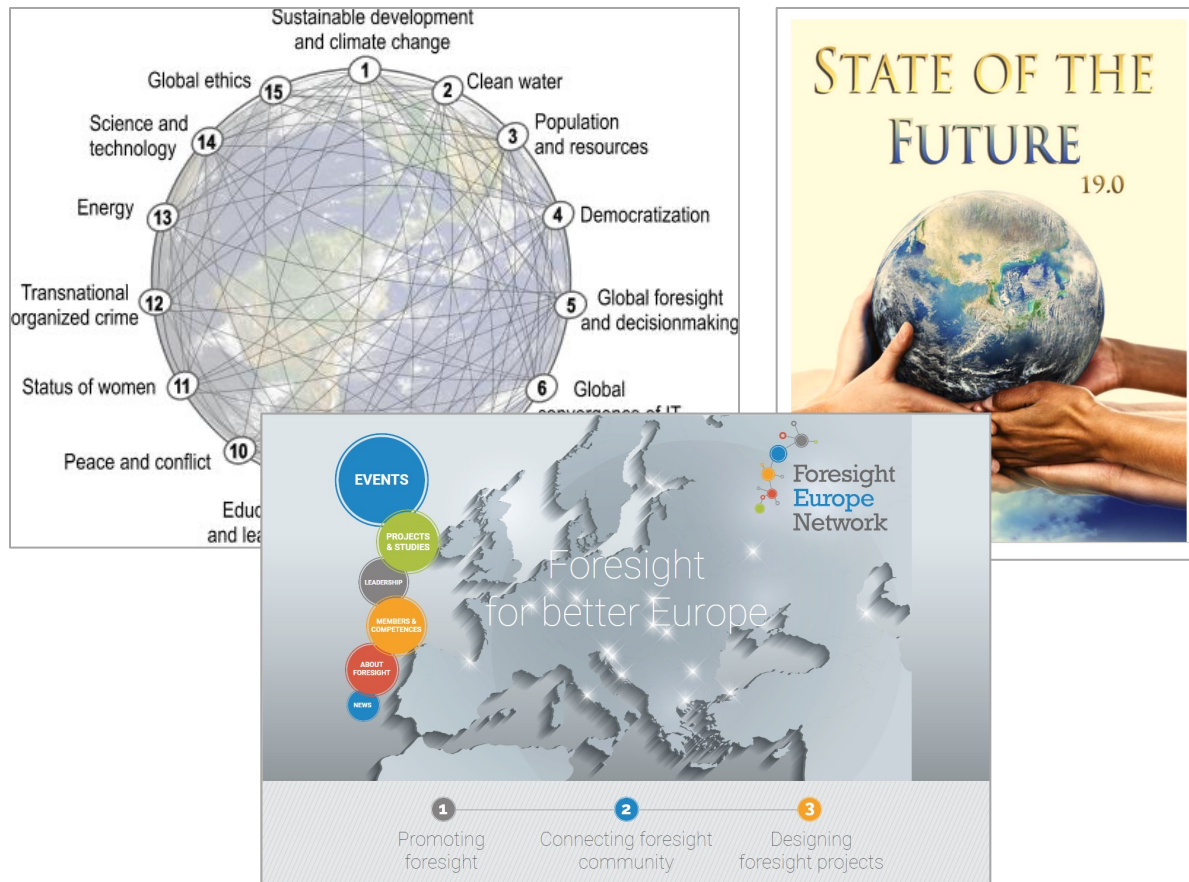 Sustainable development
and climate change
1
Global ethics
15
2
Clean water
Science and
technology
14
3
Population
and resources
Energy
13
4
Democratization
Transnational
organized crime
12
5
Global foresight
and decisionmaking
Status of women
11
6
Global
convergence of IT
Peace and conflict
10
STATE OF THE
FUTURE
19.0
EVENTS
PROJECTS
& STUDIES
LEADERSHIP
MEMBERS &
COMPETENCES
ABOUT
FORESIGHT
NEWS
Foresight
Europe
Network
Foresight
for better Europe
1
Promoting
foresight
2
Connecting foresight
community
3
Designing
foresight projects